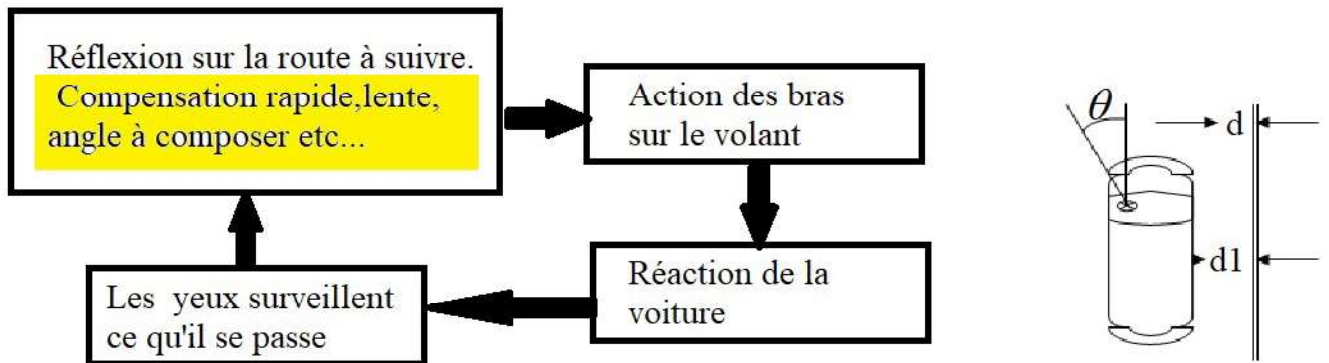 Réflexion sur la route à suivre.
Compensation rapide,lente,
angle à composer etc...
Action des bras
sur le volant
Réaction de la
voiture
Les yeux surveillent
ce qu'il se passe
θ
d
d1